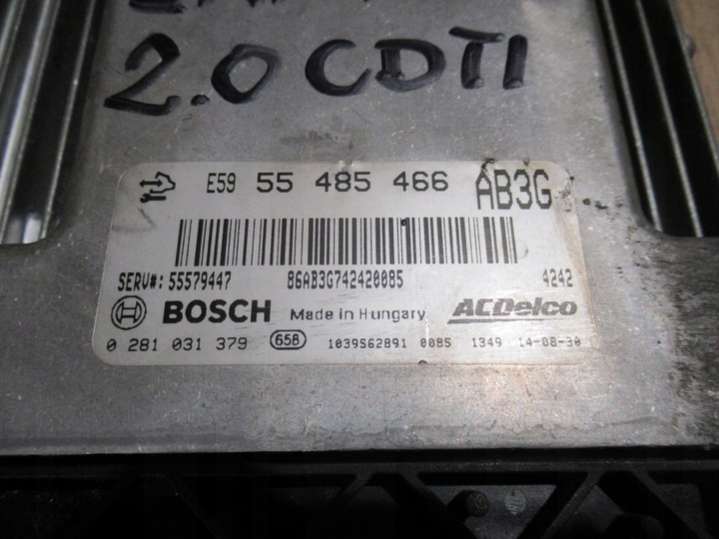 2.0 CDTI
E59 55 485 466 AB3G
SERV#: 55579447 86AB3G742420085 4242
BOSCH Made in Hungary ACDelco
0 281 031 379 658 1039S62891 0085 1349 14-08-30